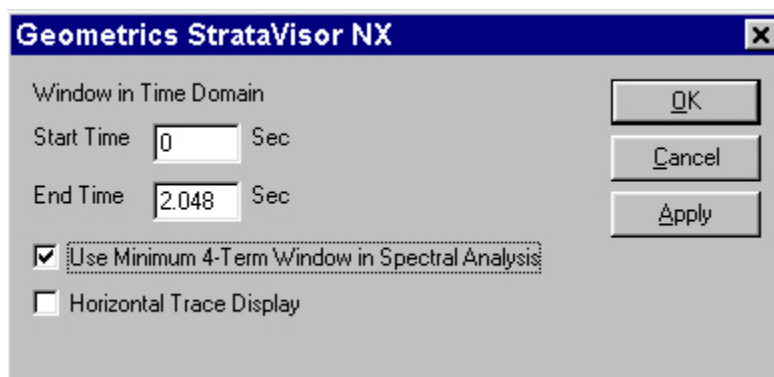 Geometrics StrataVisor NX
Window in Time Domain
Start Time 0 Sec
End Time 2.048 Sec
Use Minimum 4-Term Window in Spectral Analysis
Horizontal Trace Display
OK
Cancel
Apply